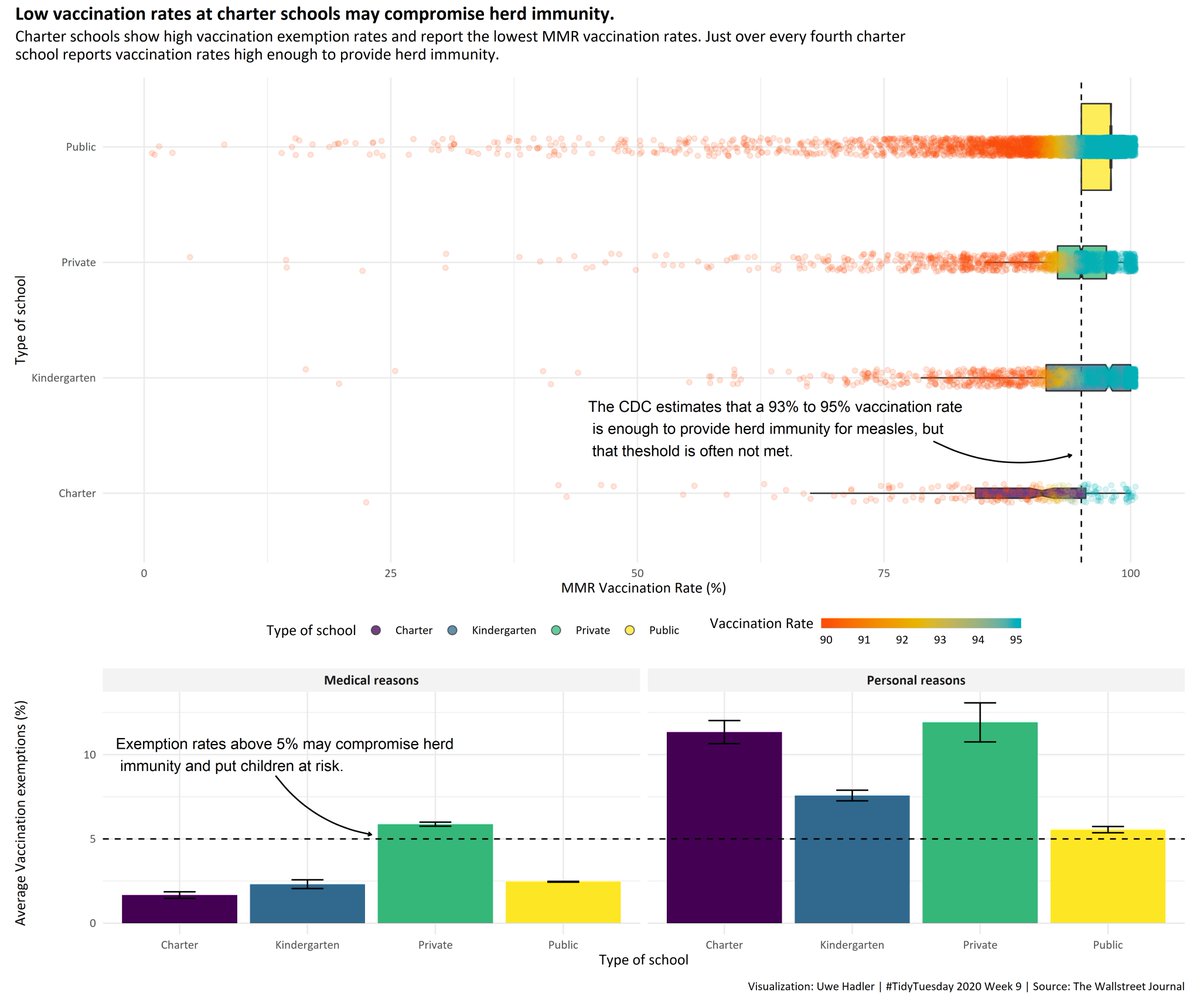 Low vaccination rates at charter schools may compromise herd immunity.
Charter schools show high vaccination exemption rates and report the lowest MMR vaccination rates. Just over every fourth charter
school reports vaccination rates high enough to provide herd immunity.
Type of school
Public
Private
Kindergarten
The CDC estimates that a 93% to 95% vaccination rate
is enough to provide herd immunity for measles, but
that theshold is often not met.
Charter
0 25 50 75 100
MMR Vaccination Rate (%)
Type of school Charter Kindergarten Private Public
Vaccination Rate
90 91 92 93 94 95
Average Vaccination exemptions (%)
Medical reasons
Personal reasons
10
Exemption rates above 5% may compromise herd
immunity and put children at risk.
5
0
Charter Kindergarten Private Public
Charter Kindergarten Private Public
Type of school
Visualization: Uwe Hadler | #TidyTuesday 2020 Week 9 | Source: The Wallstreet Journal